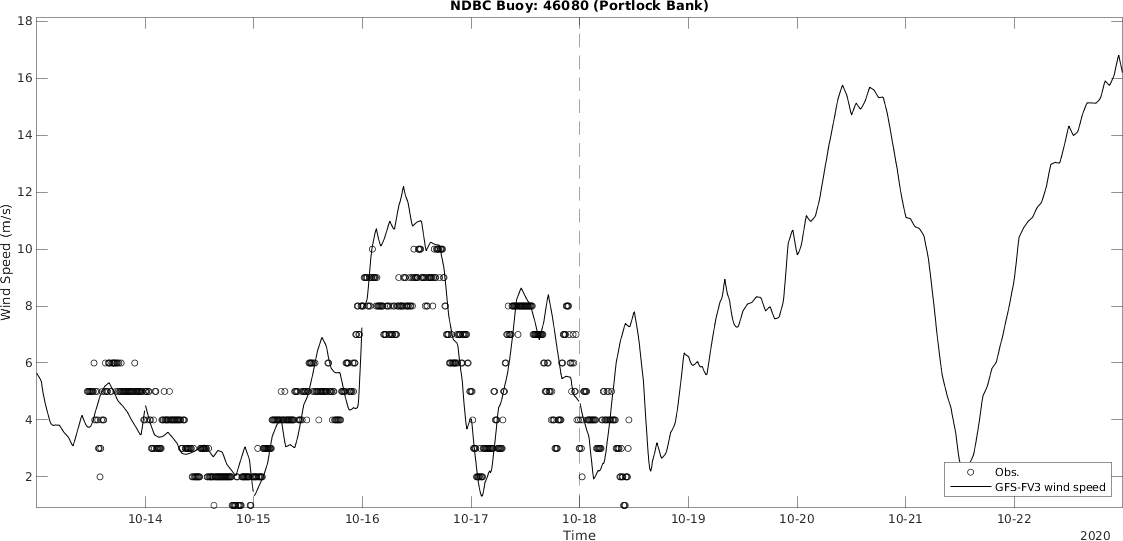 NDBC Buoy: 46080 (Portlock Bank)
18
16
14
12
10
8
6
4
2
Wind Speed (m/s)
10-14 10-15 10-16 10-17 10-18 10-19 10-20 10-21 10-22
Time
2020
Obs.
GFS-FV3 wind speed